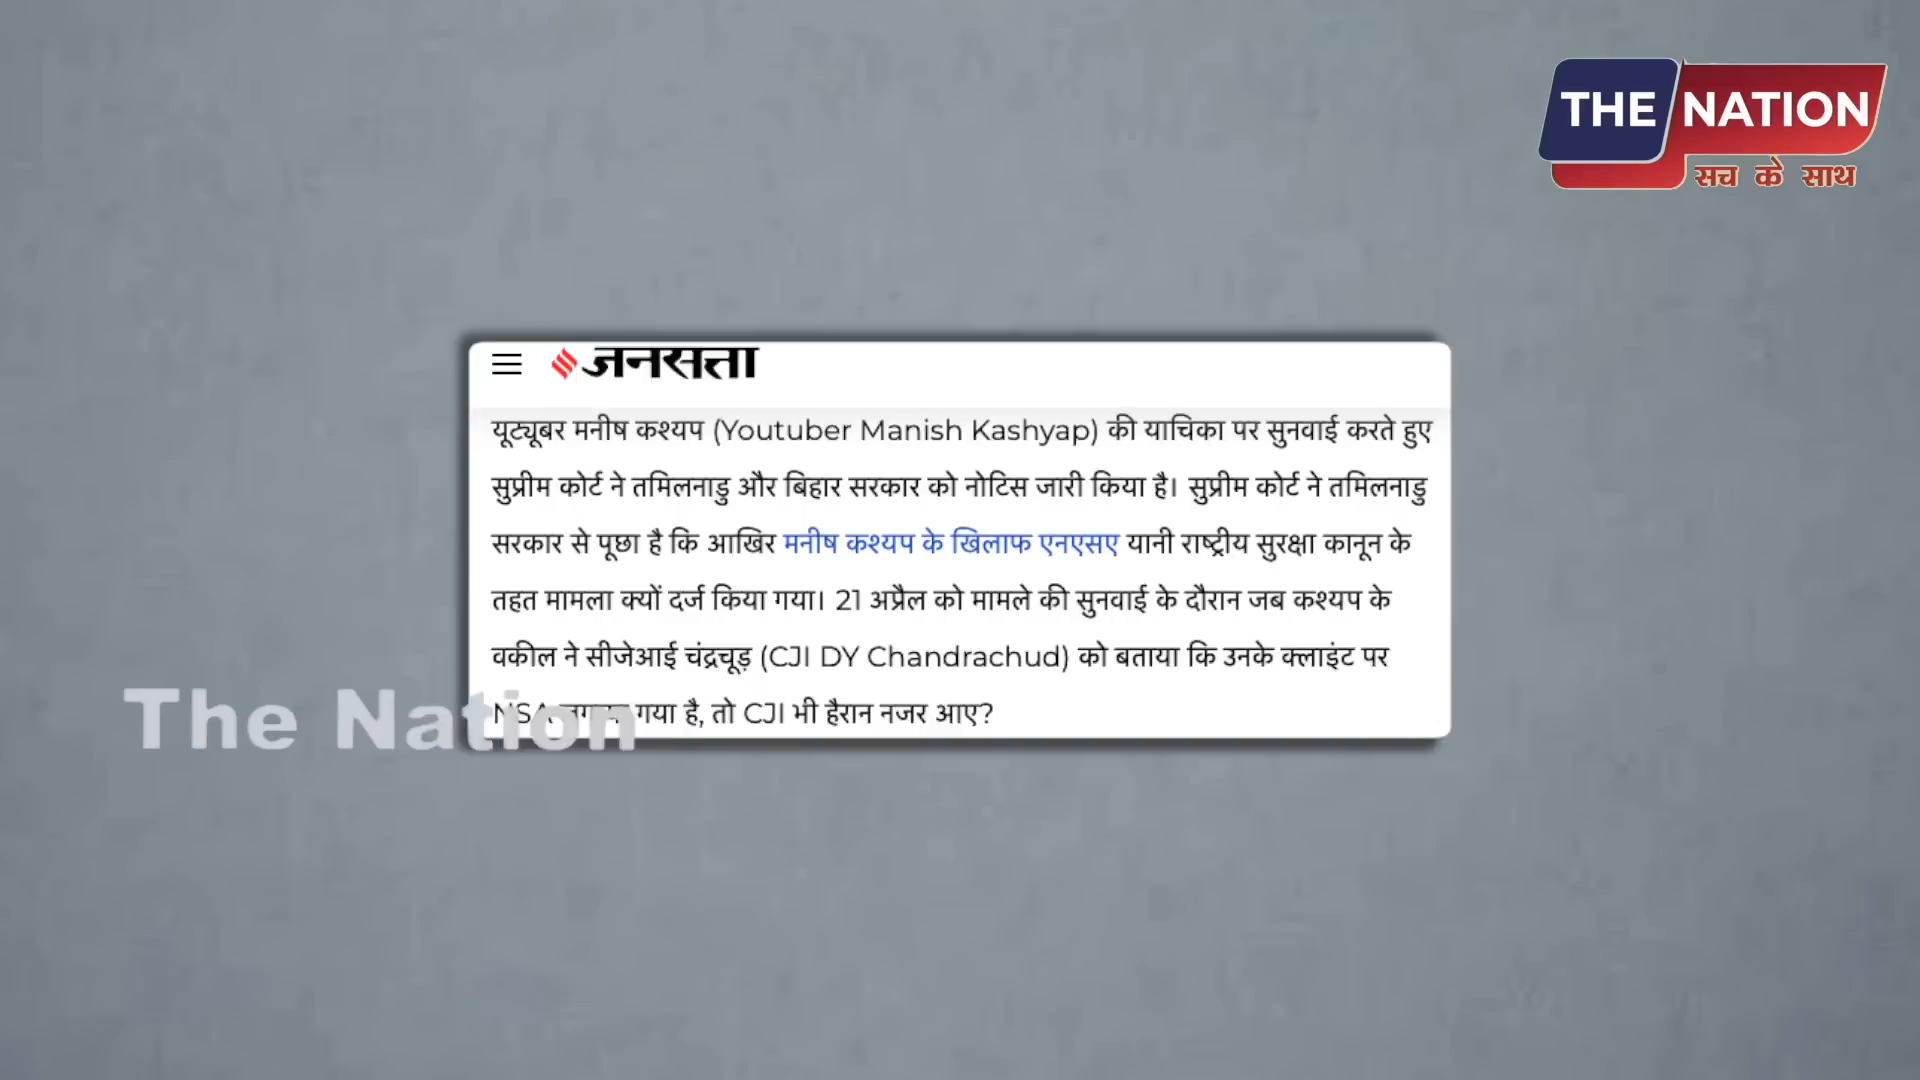 THE NATION
सच के साथ
जनसत्ता
यूट्यूबर मनीष कश्यप (Youtuber Manish Kashyap) की याचिका पर सुनवाई करते हुए
सुप्रीम कोर्ट ने तमिलनाडु और बिहार सरकार को नोटिस जारी किया है। सुप्रीम कोर्ट ने तमिलनाडु
सरकार से पूछा है कि आखिर मनीष कश्यप के खिलाफ एनएसए यानी राष्ट्रीय सुरक्षा कानून के
तहत मामला क्यों दर्ज किया गया। 21 अप्रैल को मामले की सुनवाई के दौरान जब कश्यप के
वकील ने सीजेआई चंद्रचूड़ (CJI DY Chandrachud) को बताया कि उनके क्लाइंट पर
NSA गया है, तो CJI भी हैरान नजर आए?
The Nation